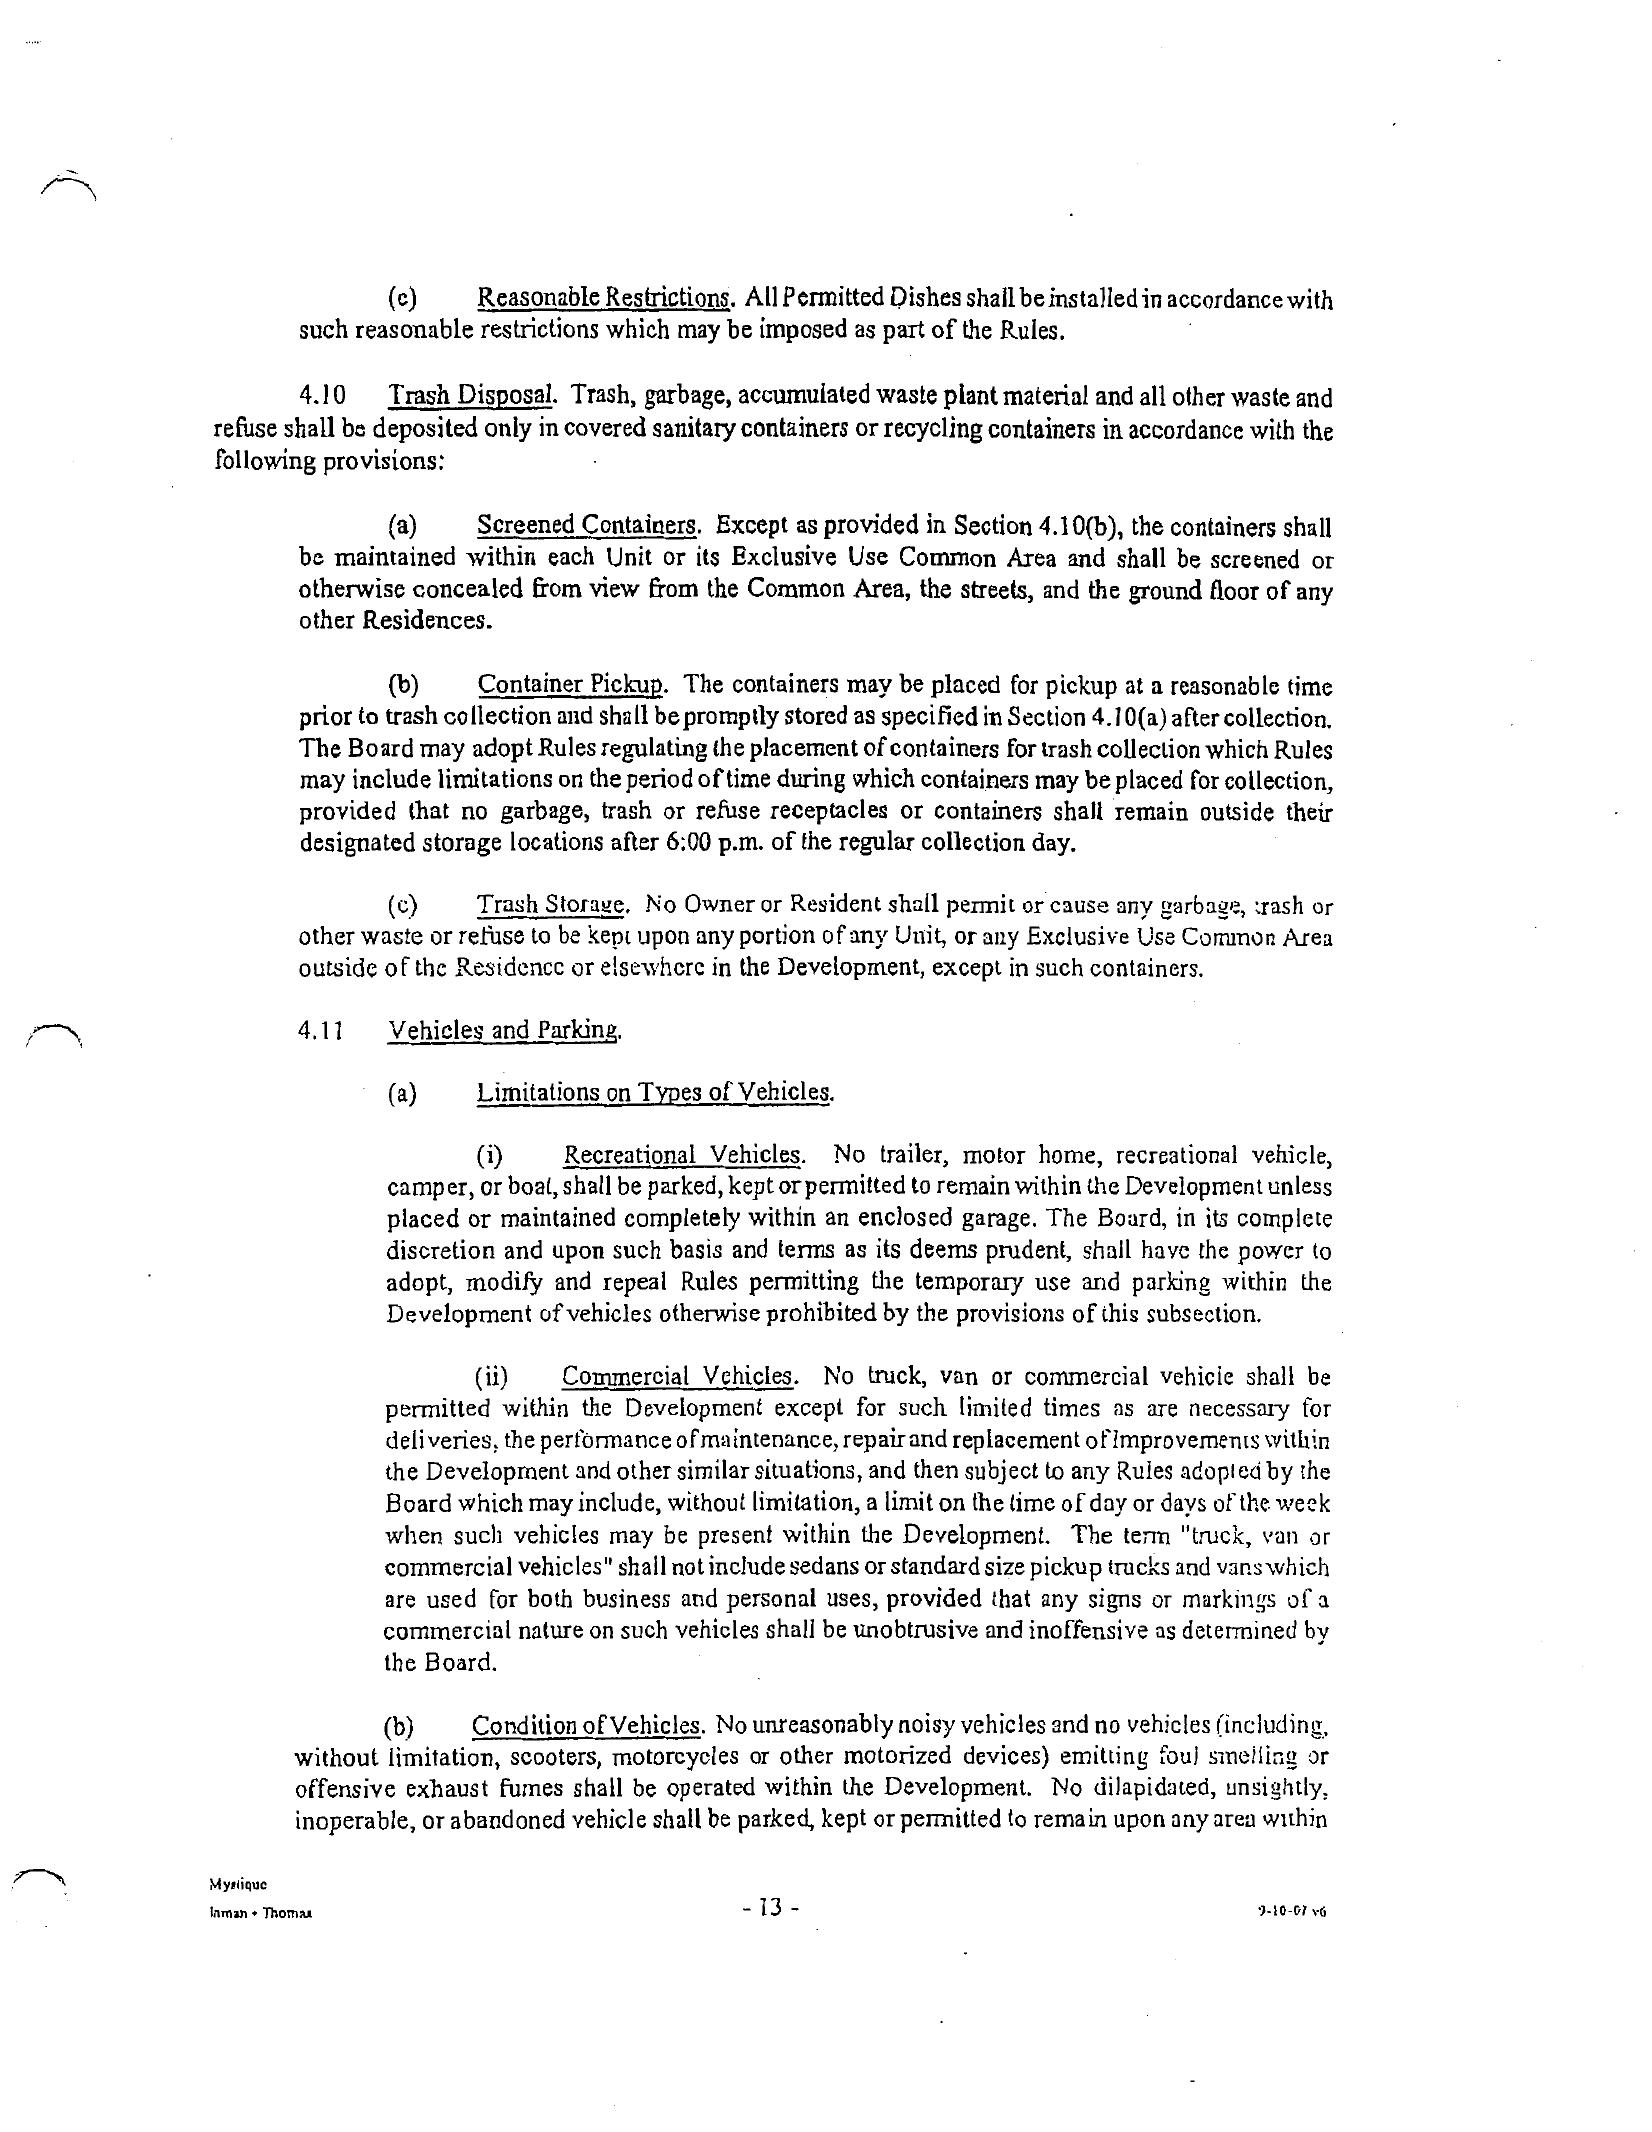 (c) Reasonable Restrictions. All Permitted Dishes shall be installed in accordance with
such reasonable restrictions which may be imposed as part of the Rules.
4.10 Trash Disposal. Trash, garbage, accumulated waste plant material and all other waste and
refuse shall be deposited only in covered sanitary containers or recycling containers in accordance with the
following provisions:
(a) Screened Containers. Except as provided in Section 4.10(b), the containers shall
be maintained within each Unit or its Exclusive Use Common Area and shall be screened or
otherwise concealed from view from the Common Area, the streets, and the ground floor of any
other Residences.
(b) Container Pickup. The containers may be placed for pickup at a reasonable time
prior to trash collection and shall be promptly stored as specified in Section 4.10(a) after collection.
The Board may adopt Rules regulating the placement of containers for trash collection which Rules
may include limitations on the period of time during which containers may be placed for collection,
provided that no garbage, trash or refuse receptacles or containers shall remain outside their
designated storage locations after 6:00 p.m. of the regular collection day.
(c) Trash Storage. No Owner or Resident shall permit or cause any garbage, trash or
other waste or refuse to be kept upon any portion of any Unit, or any Exclusive Use Common Area
outside of the Residence or elsewhere in the Development, except in such containers.
4.11 Vehicles and Parking.
(a) Limitations on Types of Vehicles.
(i) Recreational Vehicles. No trailer, motor home, recreational vehicle,
camper, or boat, shall be parked, kept or permitted to remain within the Development unless
placed or maintained completely within an enclosed garage. The Board, in its complete
discretion and upon such basis and terms as its deems prudent, shall have the power to
adopt, modify and repeal Rules permitting the temporary use and parking within the
Development of vehicles otherwise prohibited by the provisions of this subsection.
(ii) Commercial Vehicles. No truck, van or commercial vehicle shall be
permitted within the Development except for such limited times as are necessary for
deliveries, the performance of maintenance, repair and replacement of Improvements within
the Development and other similar situations, and then subject to any Rules adopted by the
Board which may include, without limitation, a limit on the time of day or days of the week
when such vehicles may be present within the Development. The term "truck, van or
commercial vehicles" shall not include sedans or standard size pickup trucks and vans which
are used for both business and personal uses, provided that any signs or markings of a
commercial nature on such vehicles shall be unobtrusive and inoffensive as determined by
the Board.
(b) Condition of Vehicles. No unreasonably noisy vehicles and no vehicles (including,
without limitation, scooters, motorcycles or other motorized devices) emitting foul smelling or
offensive exhaust fumes shall be operated within the Development. No dilapidated, unsightly,
inoperable, or abandoned vehicle shall be parked, kept or permitted to remain upon any area within
Mystique
Inman + Thomas
- 13 -
9-10-07 v6